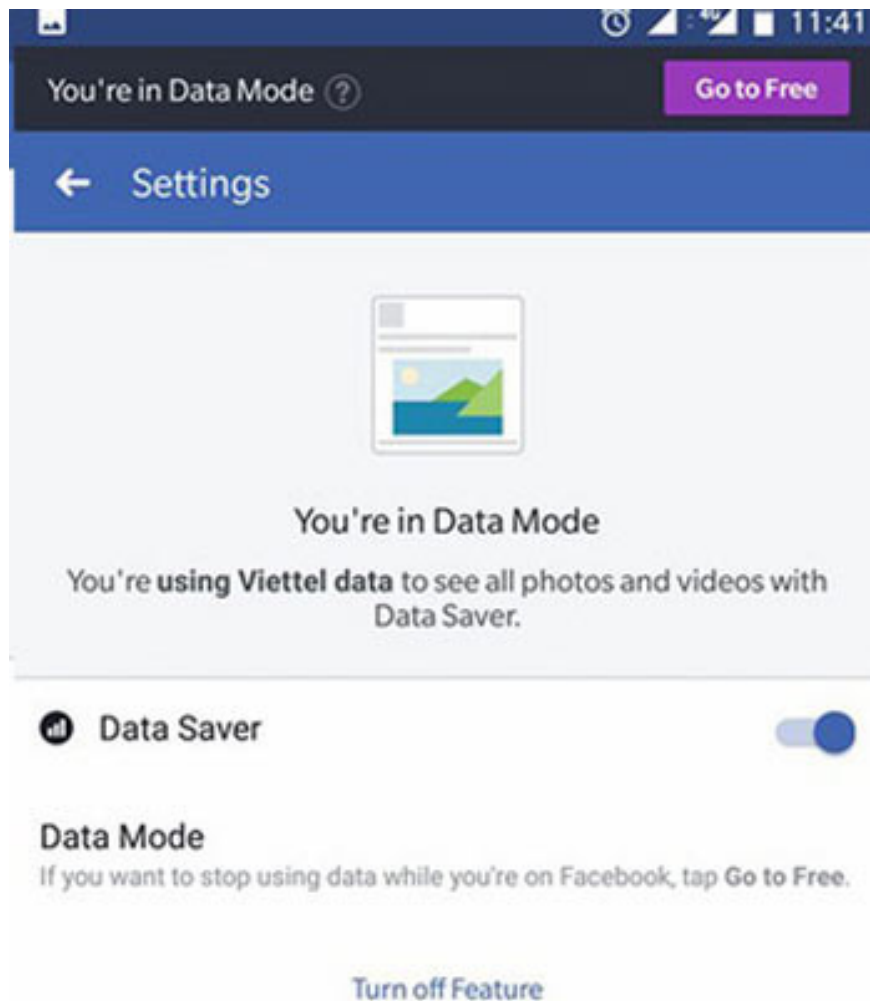 4G 11:41
You're in Data Mode ? Go to Free
Settings
You're in Data Mode
You're using Viettel data to see all photos and videos with
Data Saver.
Data Saver
Data Mode
If you want to stop using data while you're on Facebook, tap Go to Free.
Turn off Feature